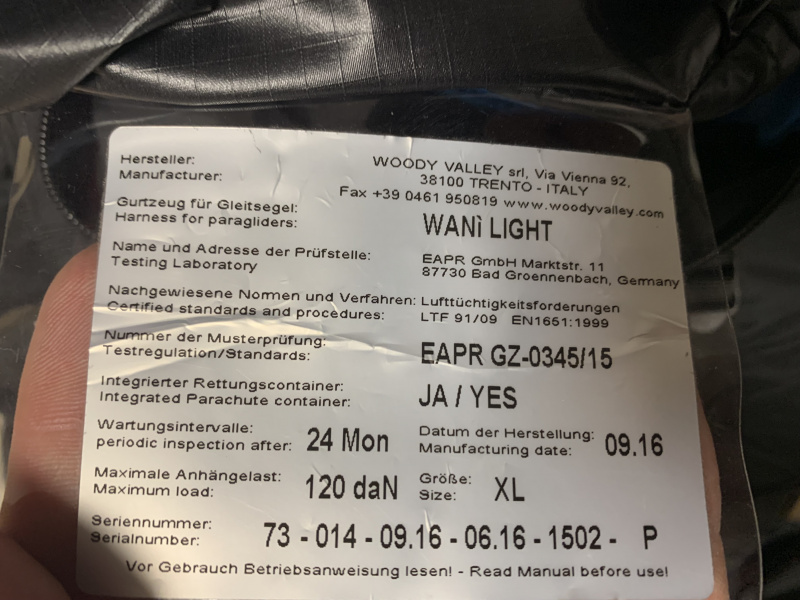 Hersteller:
Manufacturer:
WOODY VALLEY srl, Via Vienna 92,
38100 TRENTO - ITALY
Fax +39 0461 950819 www.woodyvalley.com
Gurtzeug für Gleitsegel:
Harness for paragliders:
WANì LIGHT
Name und Adresse der Prüfstelle:
Testing Laboratory
EAPR GmbH Marktstr. 11
87730 Bad Groennenbach, Germany
Nachgewiesene Normen und Verfahren: Lufttüchtigkeitsforderungen
Certified standards and procedures: LTF 91/09 EN1651:1999
Nummer der Musterprüfung:
Testregulation/Standards:
EAPR GZ-0345/15
Integrierter Rettungscontainer:
Integrated Parachute container:
JA / YES
Wartungsintervalle:
periodic inspection after: 24 Mon
Datum der Herstellung:
Manufacturing date: 09.16
Maximale Anhängelast:
Maximum load: 120 daN
Größe:
Size: XL
Seriennummer:
Serialnumber: 73 - 014 - 09.16 - 06.16 - 1502 - P
Vor Gebrauch Betriebsanweisung lesen! - Read Manual before use!